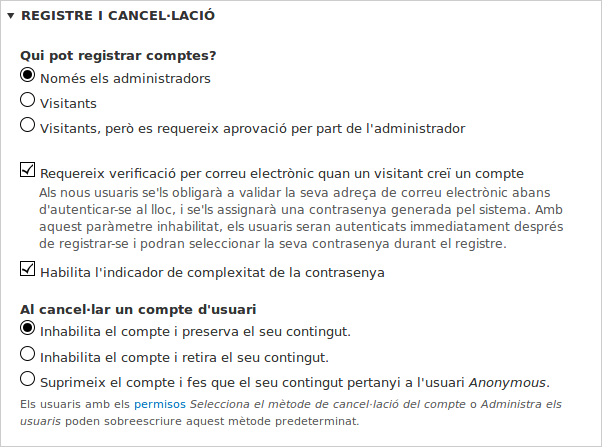 REGISTRE I CANCEL·LACIÓ
Qui pot registrar comptes?
Només els administradors
Visitants
Visitants, però es requereix aprovació per part de l'administrador
Requereix verificació per correu electrònic quan un visitant creï un compte
Als nous usuaris se'ls obligarà a validar la seva adreça de correu electrònic abans
d'autenticar-se al lloc, i se'ls assignarà una contrasenya generada pel sistema. Amb
aquest paràmetre inhabilitat, els usuaris seran autenticats immediatament després
de registrar-se i podran seleccionar la seva contrasenya durant el registre.
Habilita l'indicador de complexitat de la contrasenya
Al cancel·lar un compte d'usuari
Inhabilita el compte i preserva el seu contingut.
Inhabilita el compte i retira el seu contingut.
Suprimeix el compte i fes que el seu contingut pertanyi a l'usuari Anonymous.
Els usuaris amb els permisos Selecciona el mètode de cancel·lació del compte o Administra els
usuaris poden sobreescriure aquest mètode predeterminat.